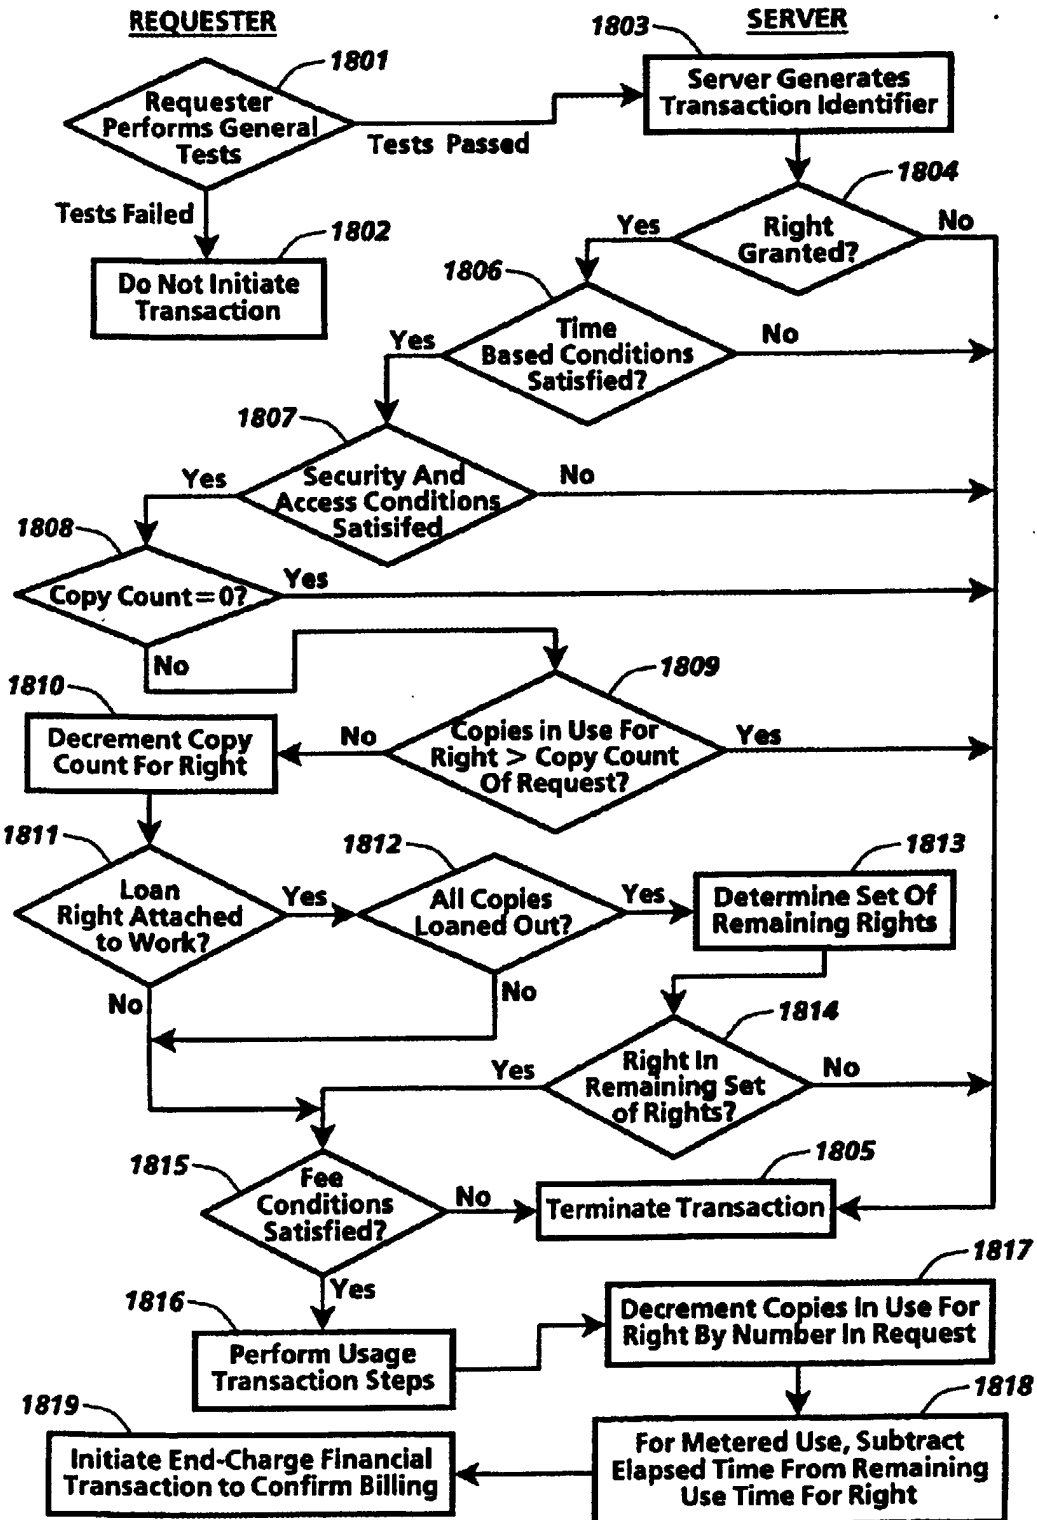 REQUESTER
SERVER
1801
Requester
Performs General
Tests
Tests Passed
Tests Failed
1802
Do Not Initiate
Transaction
1803
Server Generates
Transaction Identifier
1804
Right
Granted?
Yes
No
1806
Time
Based Conditions
Satisfied?
Yes
No
1807
Security And
Access Conditions
Satisifed
Yes
No
1808
Copy Count=0?
Yes
No
1809
Copies in Use For
Right > Copy Count
Of Request?
No
Yes
1810
Decrement Copy
Count For Right
1811
Loan
Right Attached
to Work?
Yes
No
1812
All Copies
Loaned Out?
Yes
No
1813
Determine Set Of
Remaining Rights
1814
Right In
Remaining Set
of Rights?
Yes
No
1815
Fee
Conditions
Satisfied?
No
Yes
1805
Terminate Transaction
1816
Perform Usage
Transaction Steps
1817
Decrement Copies In Use For
Right By Number In Request
1818
For Metered Use, Subtract
Elapsed Time From Remaining
Use Time For Right
1819
Initiate End-Charge Financial
Transaction to Confirm Billing